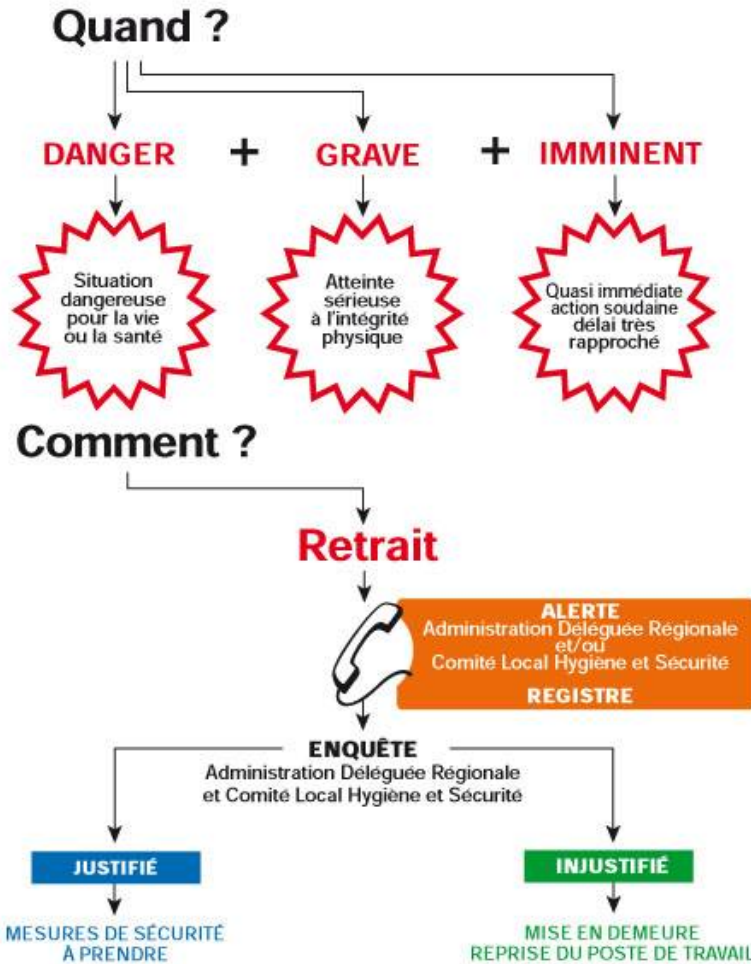 Quand ?
DANGER + GRAVE + IMMINENT
Situation
dangereuse
pour la vie
ou la santé
Atteinte
sérieuse
à l'intégrité
physique
Quasi immédiate
action soudaine
délai très
rapproché
Comment ?
Retrait
ALERTE
Administration Déléguée Régionale
et/ou
Comité Local Hygiène et Sécurité
REGISTRE
ENQUÊTE
Administration Déléguée Régionale
et Comité Local Hygiène et Sécurité
JUSTIFIÉ
MESURES DE SÉCURITÉ
À PRENDRE
INJUSTIFIÉ
MISE EN DEMEURE
REPRISE DU POSTE DE TRAVAIL